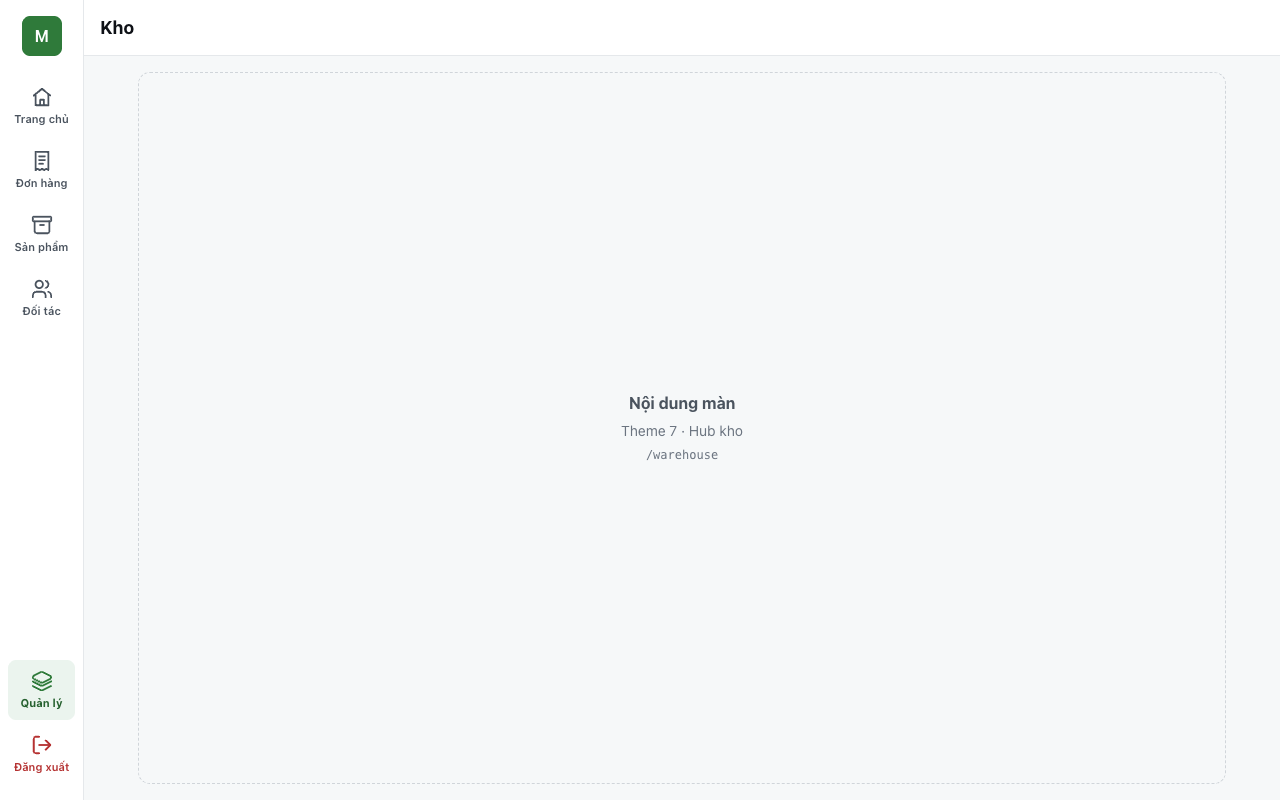 M
Kho
Trang chủ
Đơn hàng
Sản phẩm
Đối tác
Nội dung màn
Theme 7 · Hub kho
/warehouse
Quản lý
Đăng xuất